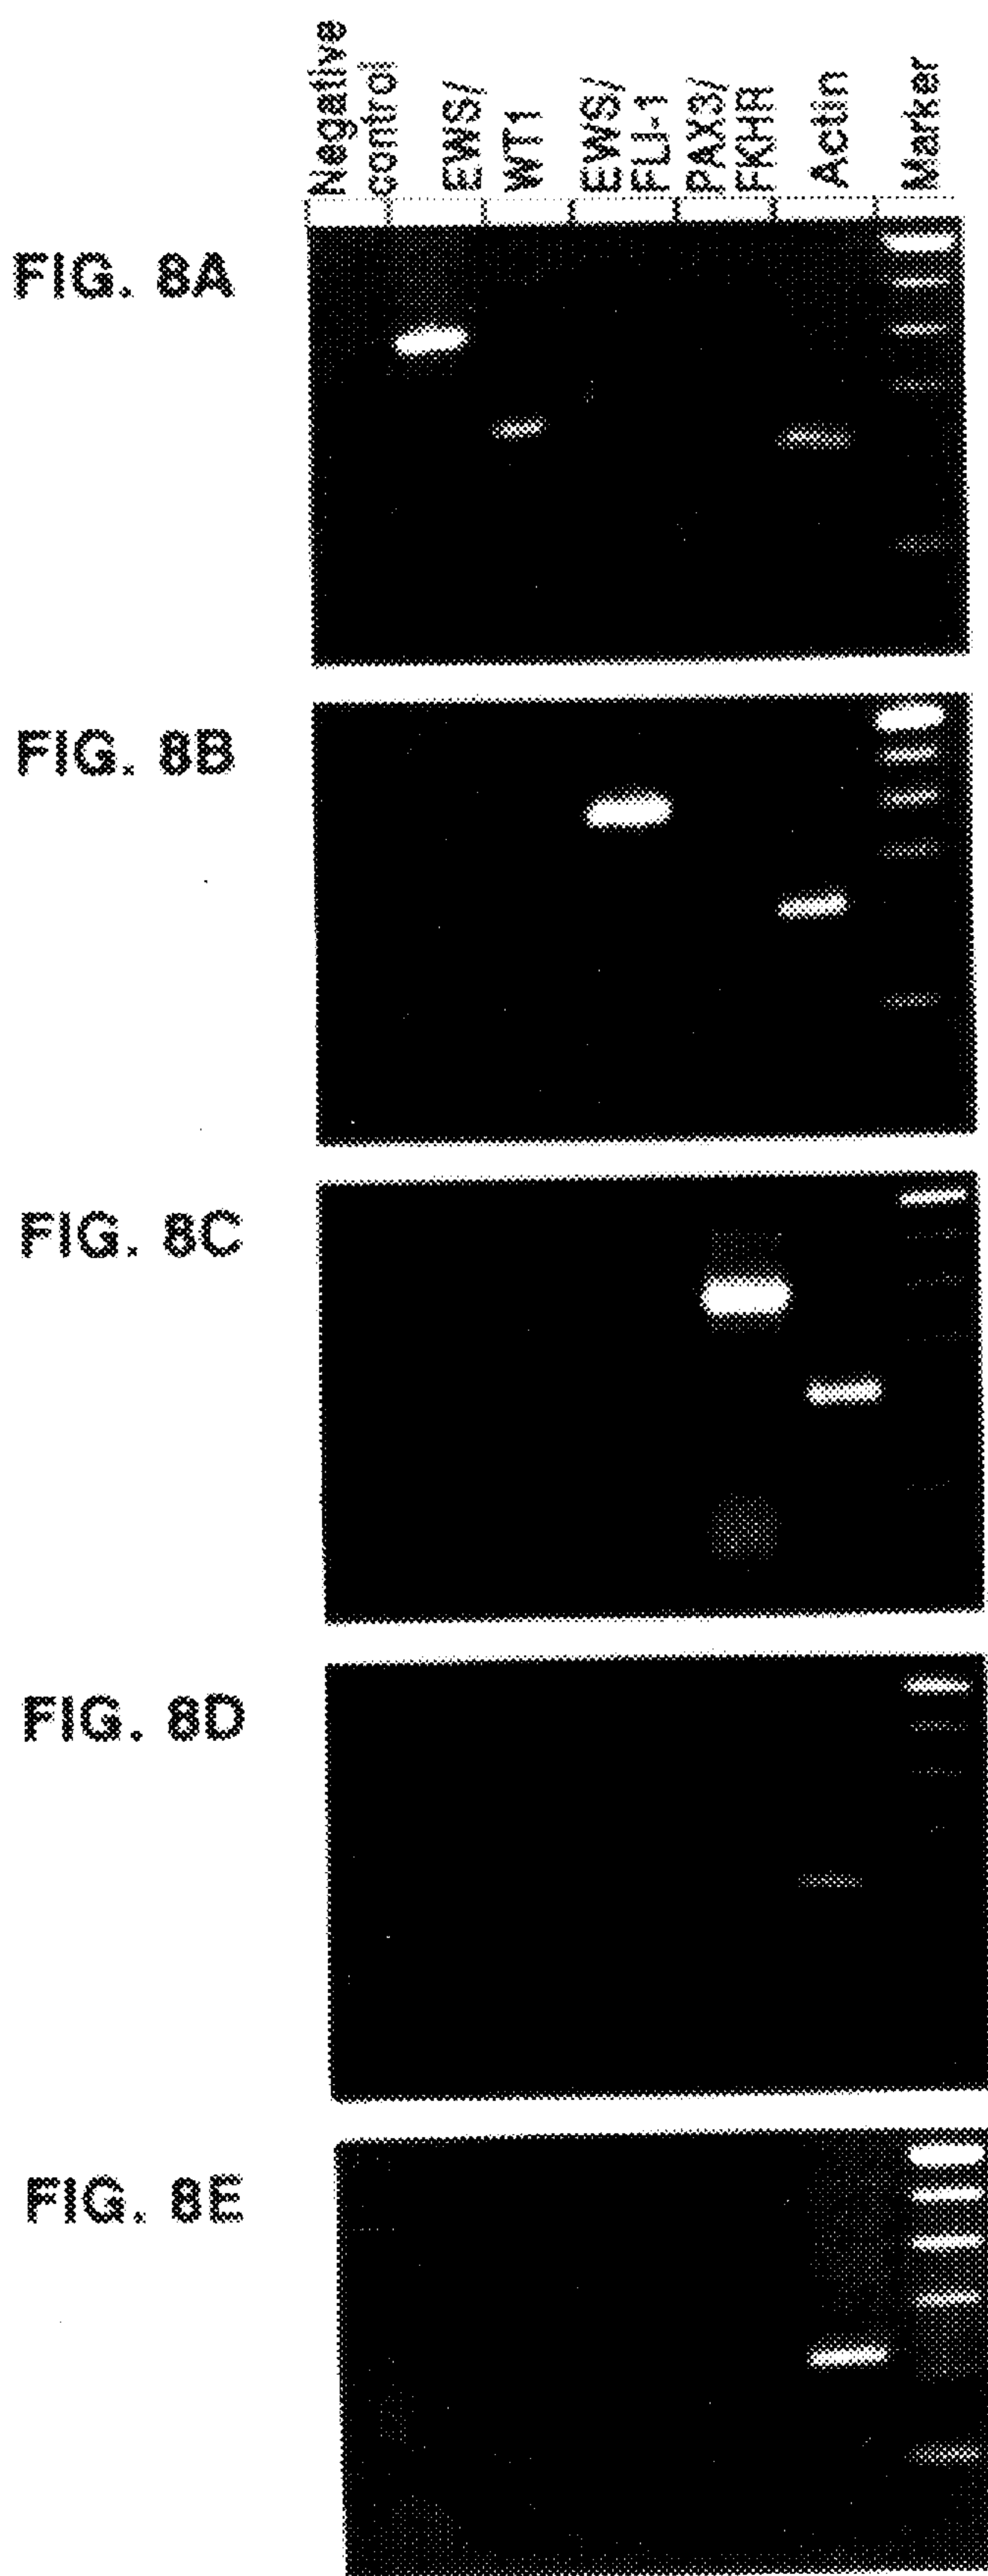 Negative
control
EWS/
WT1
EWS/
FLI-1
PAX3/
FKHR
Actin
Marker
FIG. 8A
FIG. 8B
FIG. 8C
FIG. 8D
FIG. 8E